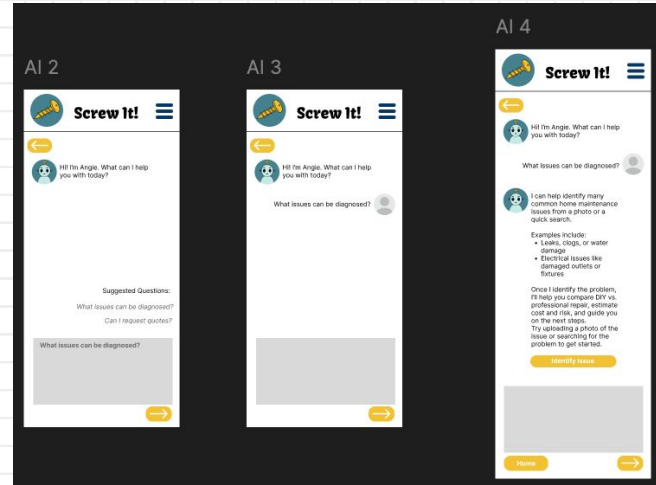 AI 2
Screw It!
Hi! I'm Angie. What can I help
you with today?
Suggested Questions:
What issues can be diagnosed?
Can I request quotes?
What issues can be diagnosed?
AI 3
Screw It!
Hi! I'm Angie. What can I help
you with today?
What issues can be diagnosed?
AI 4
Screw It!
Hi! I'm Angie. What can I help
you with today?
What issues can be diagnosed?
I can help identify many
common home maintenance
issues from a photo or a
quick search.
Examples include:
• Leaks, clogs, or water
damage
• Electrical issues like
damaged outlets or
fixtures
Once I identify the problem,
I'll help you compare DIY vs.
professional repair, estimate
cost and risk, and guide you
on the next steps.
Try uploading a photo of the
issue or searching for the
problem to get started.
Identify Issue
Home